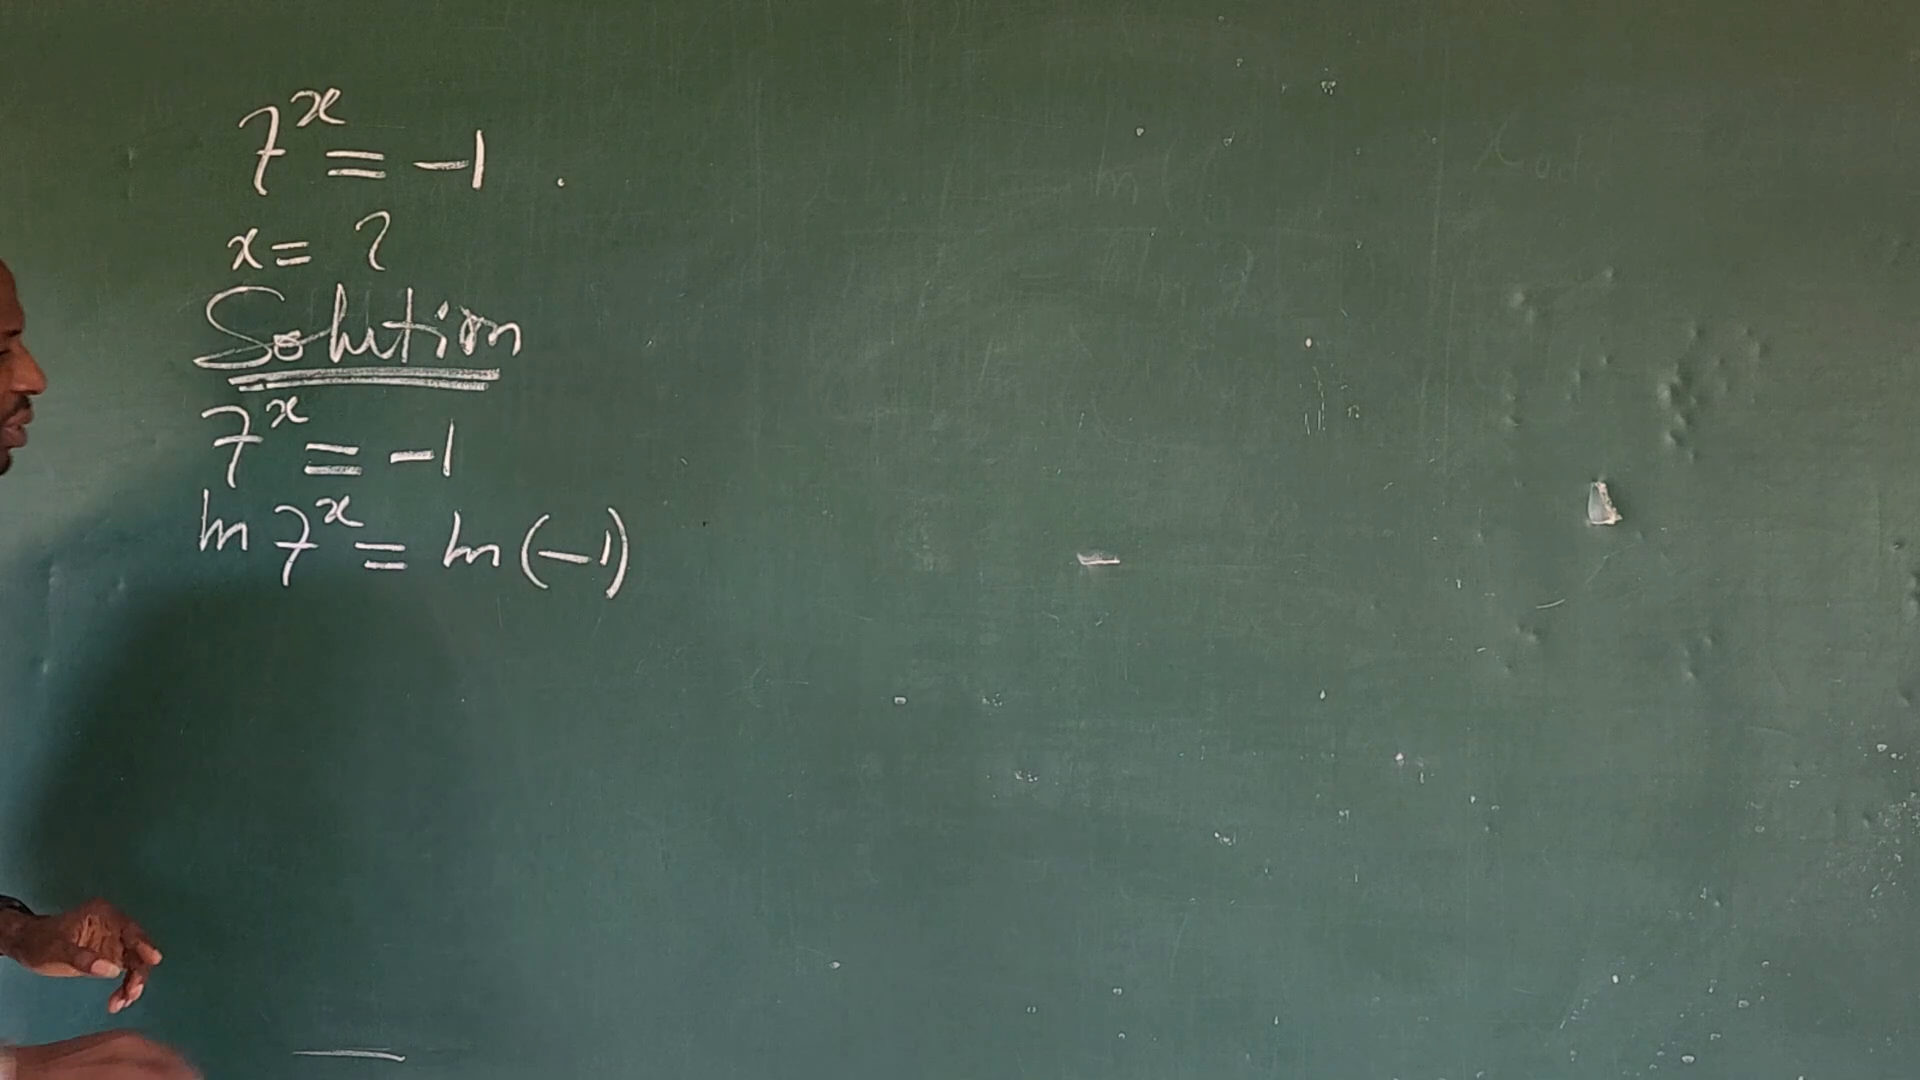 7^x = -1
x = ?
Solution
7^x = -1
ln 7^x = ln(-1)